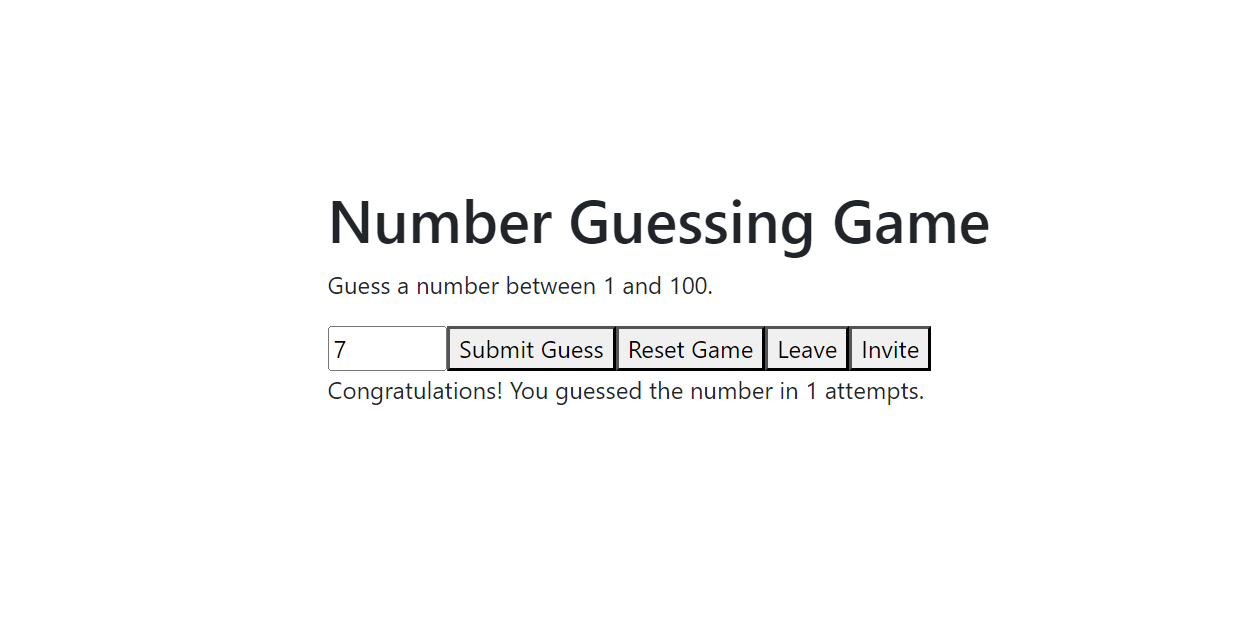 Number Guessing Game
Guess a number between 1 and 100.
7 Submit Guess Reset Game Leave Invite
Congratulations! You guessed the number in 1 attempts.